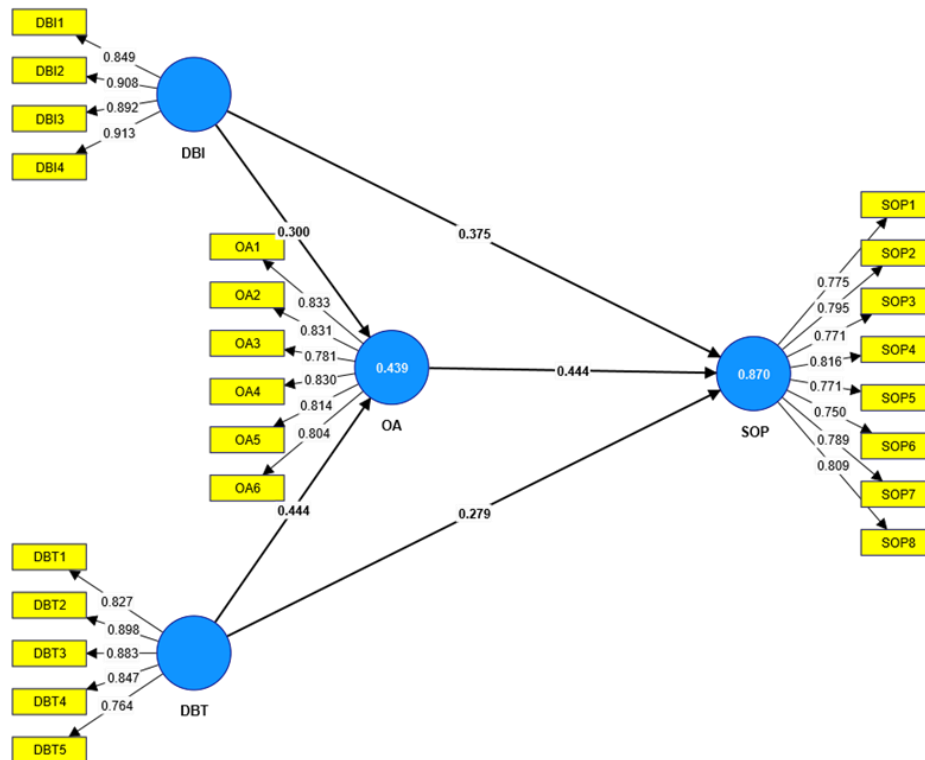 DBI1
DBI2
DBI3
DBI4
0.849
0.908
0.892
0.913
DBI
0.300
0.375
OA1
OA2
OA3
OA4
OA5
OA6
0.833
0.831
0.781
0.830
0.814
0.804
0.439
OA
0.444
0.444
0.279
DBT1
DBT2
DBT3
DBT4
DBT5
0.827
0.898
0.883
0.847
0.764
DBT
0.870
SOP
0.775
0.795
0.771
0.816
0.771
0.750
0.789
0.809
SOP1
SOP2
SOP3
SOP4
SOP5
SOP6
SOP7
SOP8